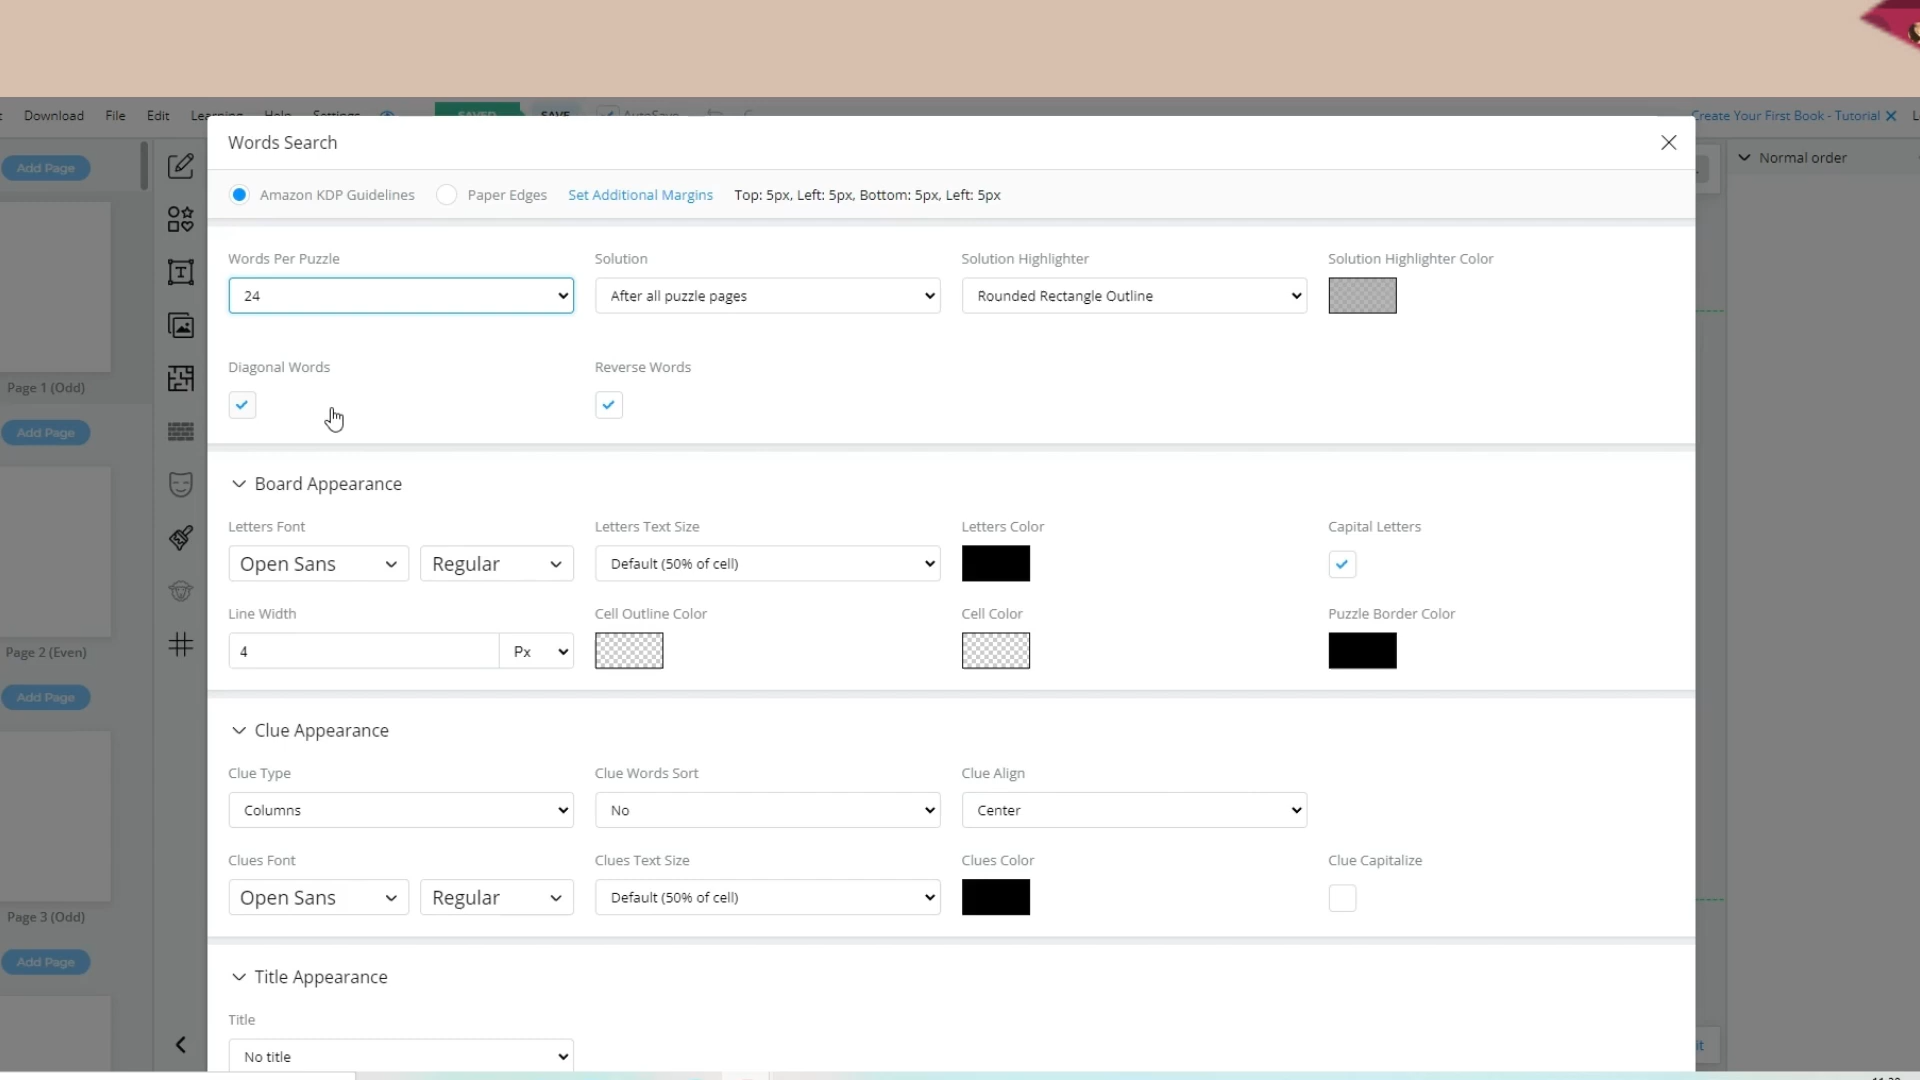 Download File Edit Learning Help Settings SAVED SAVE AutoSave Create Your First Book - Tutorial
Words Search
Add Page
Normal order
Amazon KDP Guidelines Paper Edges Set Additional Margins Top: 5px, Left: 5px, Bottom: 5px, Left: 5px
Words Per Puzzle Solution Solution Highlighter Solution Highlighter Color
24 After all puzzle pages Rounded Rectangle Outline
Diagonal Words Reverse Words
Page 1 (Odd)
Add Page
Board Appearance
Letters Font Letters Text Size Letters Color Capital Letters
Open Sans Regular Default (50% of cell)
Line Width Cell Outline Color Cell Color Puzzle Border Color
4 Px
Page 2 (Even)
Add Page
Clue Appearance
Clue Type Clue Words Sort Clue Align
Columns No Center
Clues Font Clues Text Size Clues Color Clue Capitalize
Open Sans Regular Default (50% of cell)
Page 3 (Odd)
Add Page
Title Appearance
Title
No title